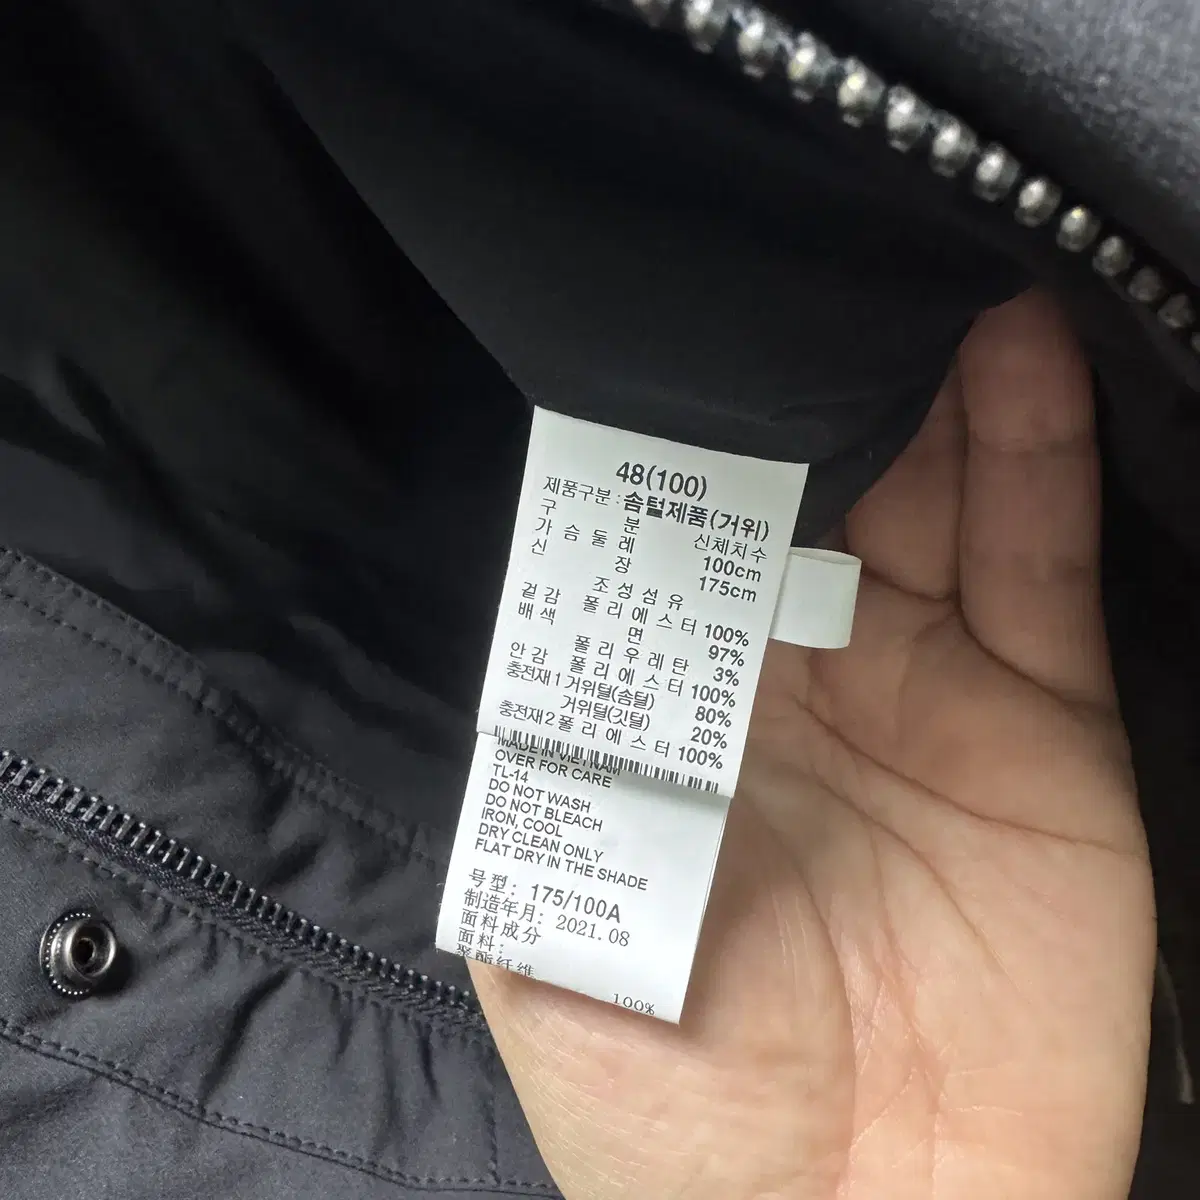 48(100)
제품구분:솜털제품(거위)
구 분 신체치수
가 슴 둘 레 100cm
신 장 175cm
조 성 섬 유
겉 감 폴 리 에 스 터 100%
배 색 면 97%
폴 리 우 레 탄 3%
안 감 폴 리 에 스 터 100%
충전재 1 거위털(솜털) 80%
거위털(깃털) 20%
충전재 2 폴 리 에 스 터 100%
MADE IN VIETNAM
OVER FOR CARE
TL-14
DO NOT WASH
DO NOT BLEACH
IRON, COOL
DRY CLEAN ONLY
FLAT DRY IN THE SHADE
号型: 175/100A
制造年月: 2021.08
面料成分
面料:
聚酯纤维 100%